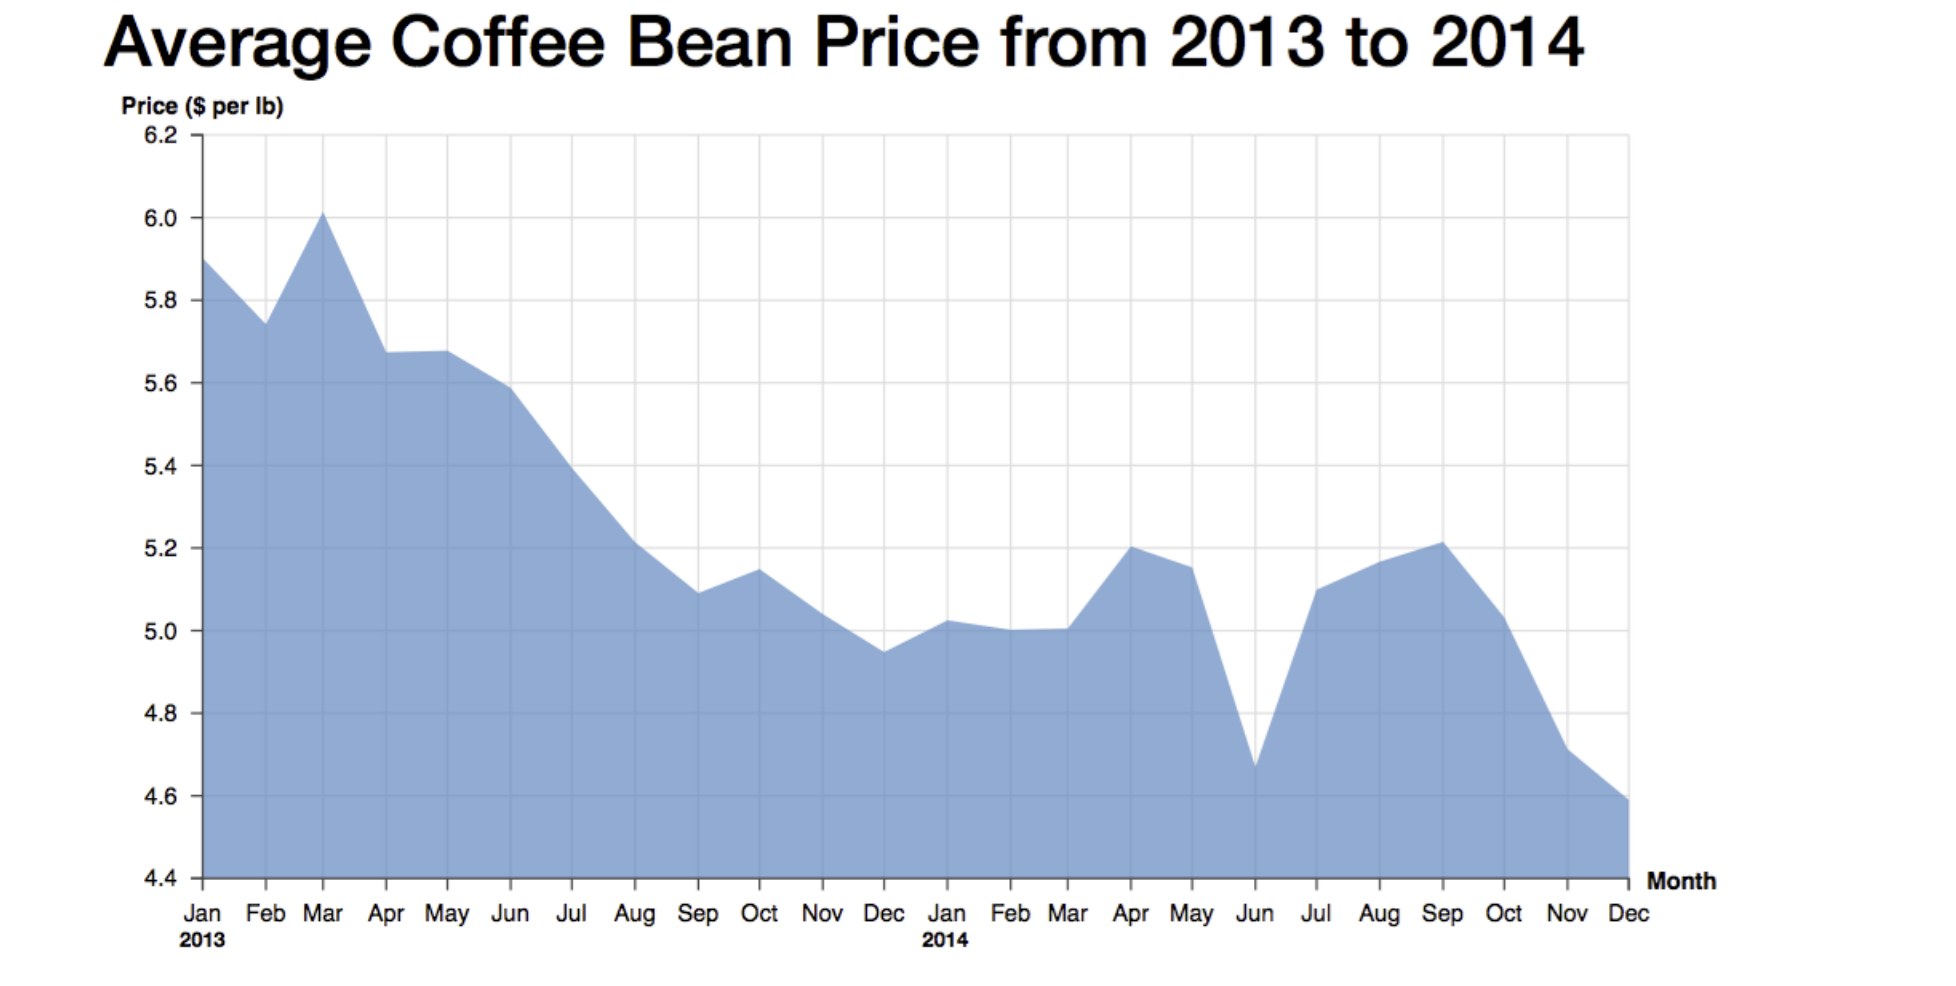 Average Coffee Bean Price from 2013 to 2014
Price ($ per lb)
6.2
6.0
5.8
5.6
5.4
5.2
5.0
4.8
4.6
4.4
Month
Jan Feb Mar Apr May Jun Jul Aug Sep Oct Nov Dec Jan Feb Mar Apr May Jun Jul Aug Sep Oct Nov Dec
2013 2014